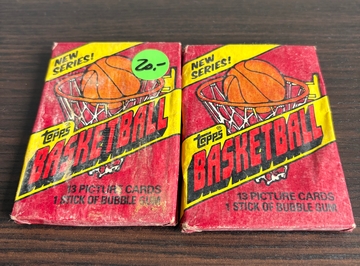 NEW
SERIES!
20,-
Topps
BASKETBALL
13 PICTURE CARDS
1 STICK OF BUBBLE GUM
NEW
SERIES!
Topps
BASKETBALL
13 PICTURE CARDS
1 STICK OF BUBBLE GUM